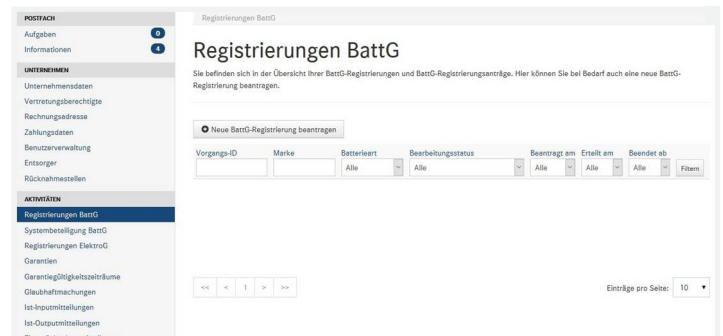 POSTFACH
Aufgaben 0
Informationen 4
UNTERNEHMEN
Unternehmensdaten
Vertretungsberechtigte
Rechnungsadresse
Zahlungsdaten
Benutzerverwaltung
Entsorger
Rücknahmestellen
AKTIVITÄTEN
Registrierungen BattG
Systembeteiligung BattG
Registrierungen ElektroG
Garantien
Garantiegültigkeitszeiträume
Glaubhaftmachungen
Ist-Inputmitteilungen
Ist-Outputmitteilungen
Registrierungen BattG
Registrierungen BattG
Sie befinden sich in der Übersicht Ihrer BattG-Registrierungen und BattG-Registrierungsanträge. Hier können Sie bei Bedarf auch eine neue BattG-
Registrierung beantragen.
Neue BattG-Registrierung beantragen
Vorgangs-ID Marke Batterieart Bearbeitungsstatus Beantragt am Erteilt am Beendet ab
Alle Alle Alle Alle Alle Filtern
<< < 1 > >> Einträge pro Seite: 10